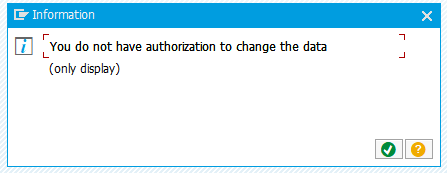 Information
You do not have authorization to change the data
(only display)